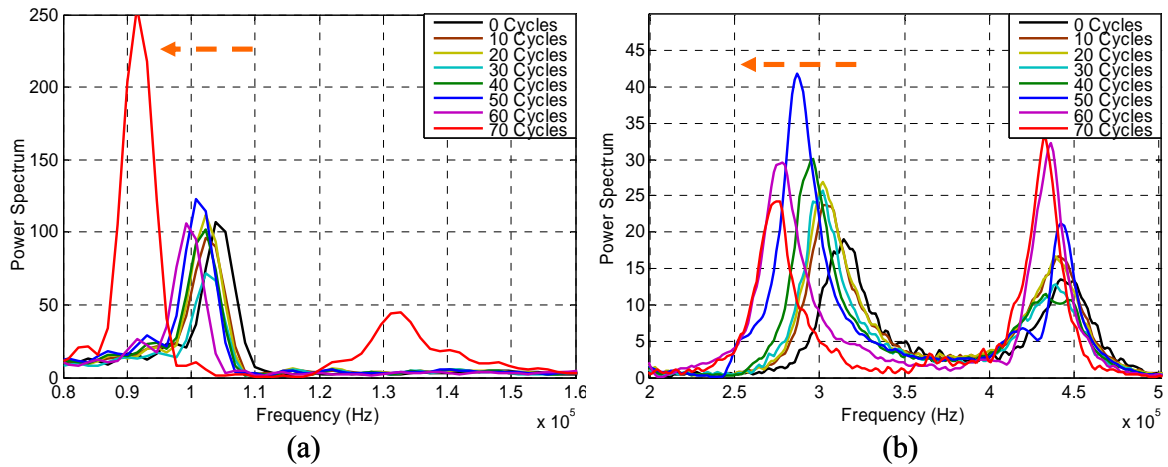 250
200
150
100
50
0
Power Spectrum
0.8
0.9
1
1.1
1.2
1.3
1.4
1.5
1.6
Frequency (Hz)
x 10^5
0 Cycles
10 Cycles
20 Cycles
30 Cycles
40 Cycles
50 Cycles
60 Cycles
70 Cycles
(a)
45
40
35
30
25
20
15
10
5
0
Power Spectrum
2
2.5
3
3.5
4
4.5
5
Frequency (Hz)
x 10^5
0 Cycles
10 Cycles
20 Cycles
30 Cycles
40 Cycles
50 Cycles
60 Cycles
70 Cycles
(b)